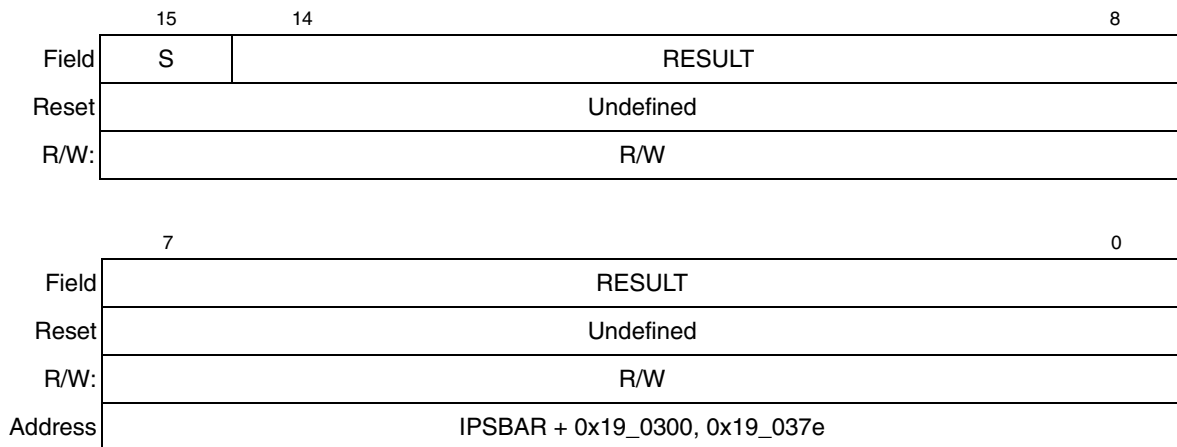 15 14 8
Field S RESULT
Reset Undefined
R/W: R/W
7 0
Field RESULT
Reset Undefined
R/W: R/W
Address IPSBAR + 0x19_0300, 0x19_037e